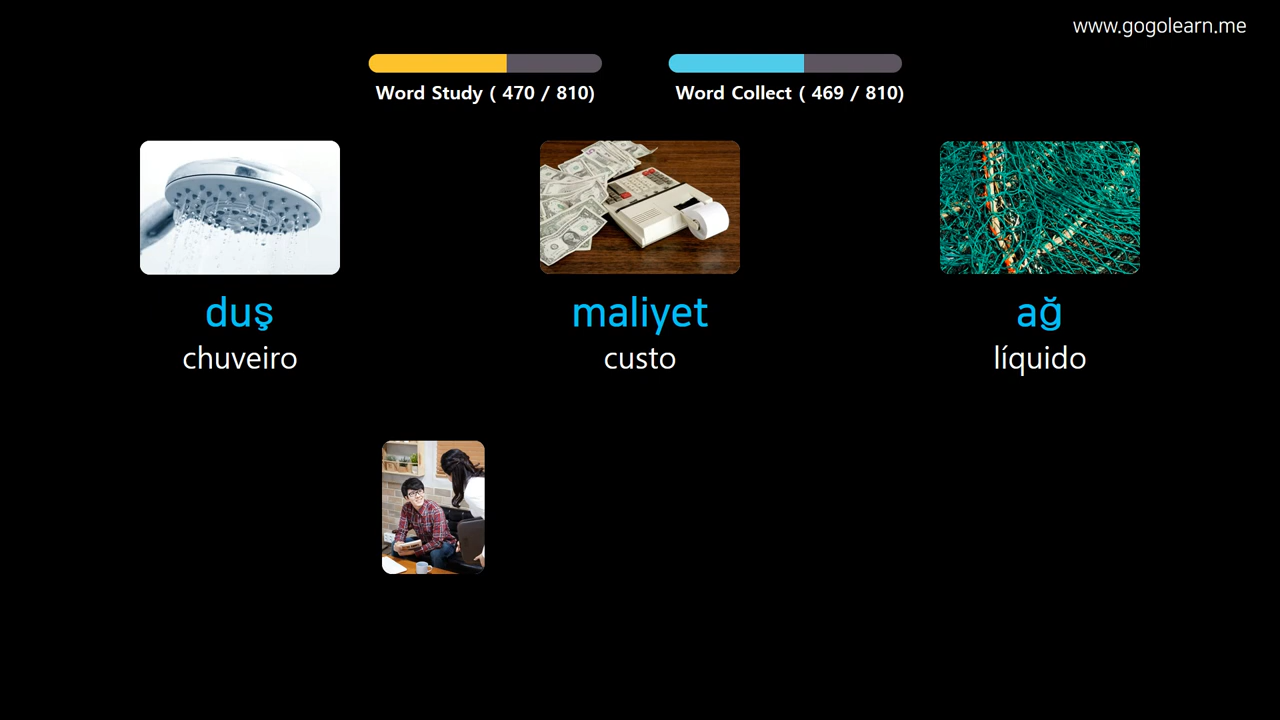 www.gogolearn.me
Word Study ( 470 / 810)
Word Collect ( 469 / 810)
duş
maliyet
ağ
chuveiro
custo
líquido